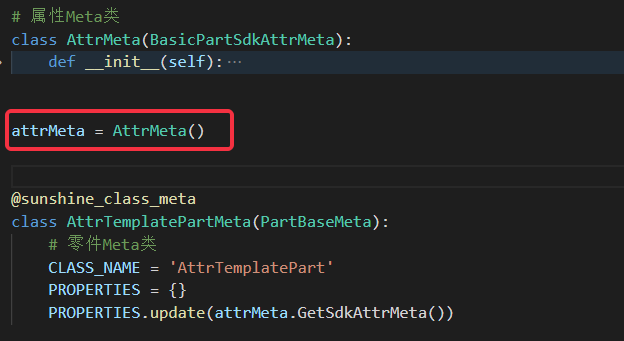 # 属性Meta类
class AttrMeta(BasicPartSdkAttrMeta):
    def __init__(self):⋯
attrMeta = AttrMeta()
@sunshine_class_meta
class AttrTemplatePartMeta(PartBaseMeta):
    # 零件Meta类
    CLASS_NAME = 'AttrTemplatePart'
    PROPERTIES = {}
    PROPERTIES.update(attrMeta.GetSdkAttrMeta())